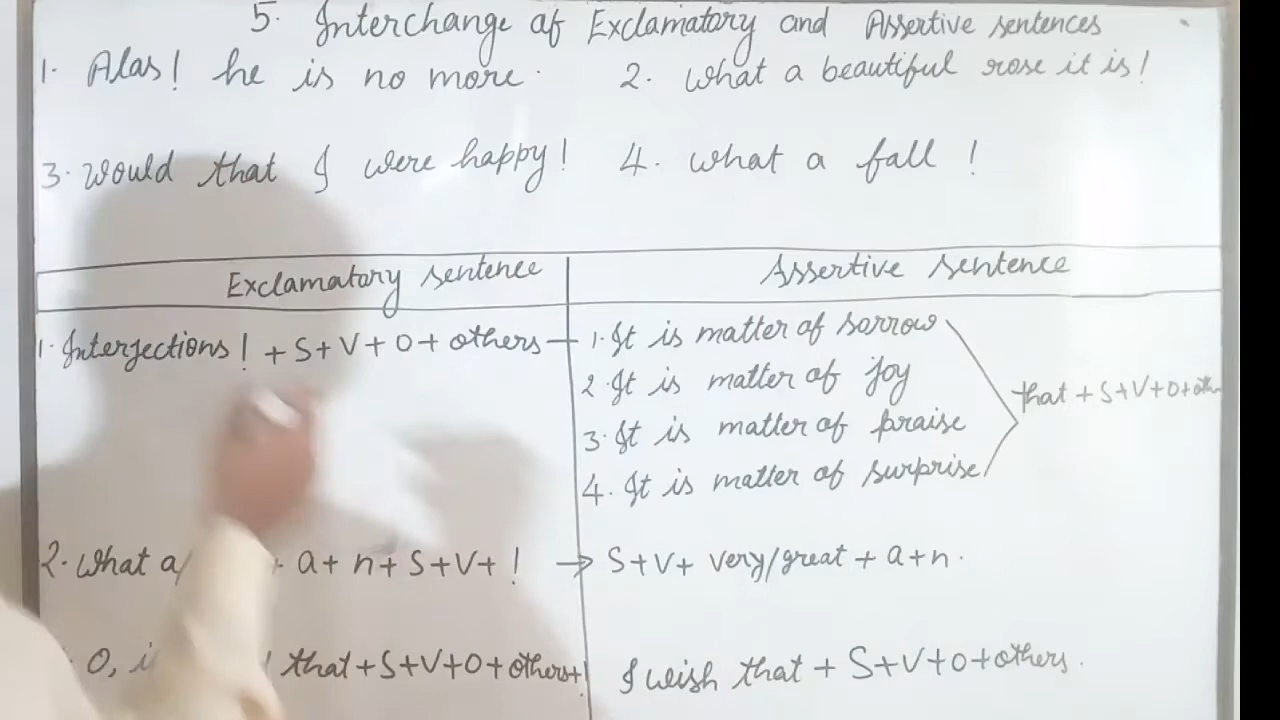 5. Interchange of Exclamatory and Assertive sentences
1. Alas! he is no more.
2. What a beautiful rose it is!
3. Would that I were happy!
4. What a fall !
Exclamatory sentence
Assertive sentence
1. Interjections ! + S+V+O+ others
1. It is matter of sorrow
2. It is matter of joy
3. It is matter of praise
4. It is matter of surprise
that + S+V+O+oth
2. What a/ + a+n+S+V+ !
→ S+V+ very/great + a+n.
O, that+S+V+O+others+!
I wish that + S+V+O+others.